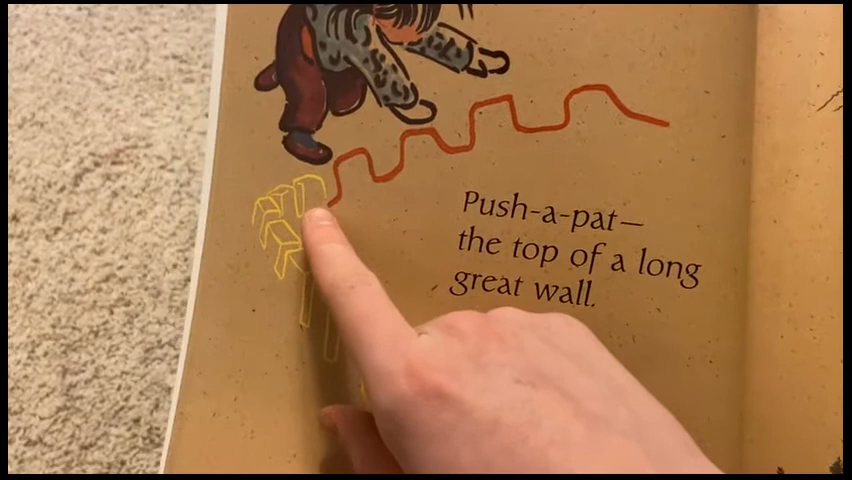 Push-a-pat—
the top of a long
great wall.